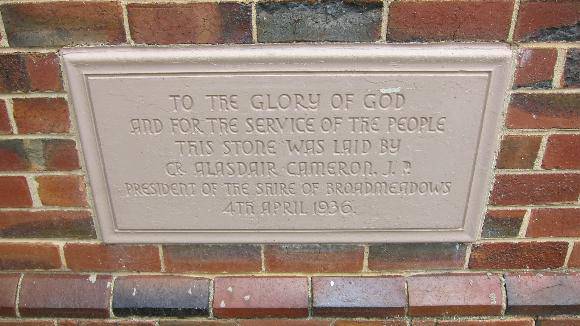 TO THE GLORY OF GOD
AND FOR THE SERVICE OF THE PEOPLE
THIS STONE WAS LAID BY
CR. ALASDAIR CAMERON. J. P.
PRESIDENT OF THE SHIRE OF BROADMEADOWS
4TH APRIL 1936.